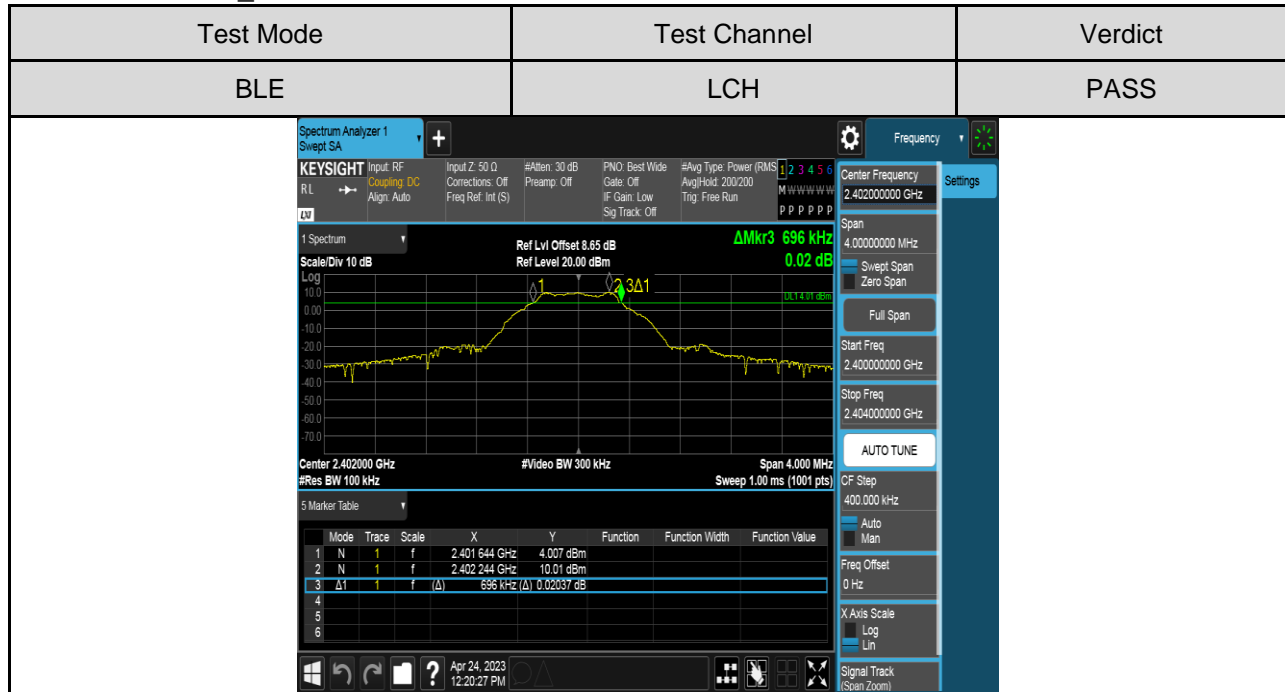 Test Mode Test Channel Verdict
BLE LCH PASS
Spectrum Analyzer 1
Swept SA
+
Frequency
KEYSIGHT Input: RF Input Z: 50 Ω #Atten: 30 dB PNO: Best Wide #Avg Type: Power (RMS 1 2 3 4 5 6
RL Coupling: DC Corrections: Off Preamp: Off Gate: Off Avg|Hold: 200/200 M W W W W W
Align: Auto Freq Ref: Int (S) IF Gain: Low Trig: Free Run
LXI Sig Track: Off P P P P P P
1 Spectrum
Ref Lvl Offset 8.65 dB
ΔMkr3 696 kHz
Scale/Div 10 dB Ref Level 20.00 dBm 0.02 dB
Log
1 2 3Δ1
10.0
DL1 4.01 dBm
0.00
-10.0
-20.0
-30.0
-40.0
-50.0
-60.0
-70.0
Center 2.402000 GHz #Video BW 300 kHz Span 4.000 MHz
#Res BW 100 kHz Sweep 1.00 ms (1001 pts)
5 Marker Table
Mode Trace Scale X Y Function Function Width Function Value
1 N 1 f 2.401 644 GHz 4.007 dBm
2 N 1 f 2.402 244 GHz 10.01 dBm
3 Δ1 1 f (Δ) 696 kHz (Δ) 0.02037 dB
4
5
6
? Apr 24, 2023
12:20:27 PM
Center Frequency
2.402000000 GHz
Settings
Span
4.00000000 MHz
Swept Span
Zero Span
Full Span
Start Freq
2.400000000 GHz
Stop Freq
2.404000000 GHz
AUTO TUNE
CF Step
400.000 kHz
Auto
Man
Freq Offset
0 Hz
X Axis Scale
Log
Lin
Signal Track
(Span Zoom)